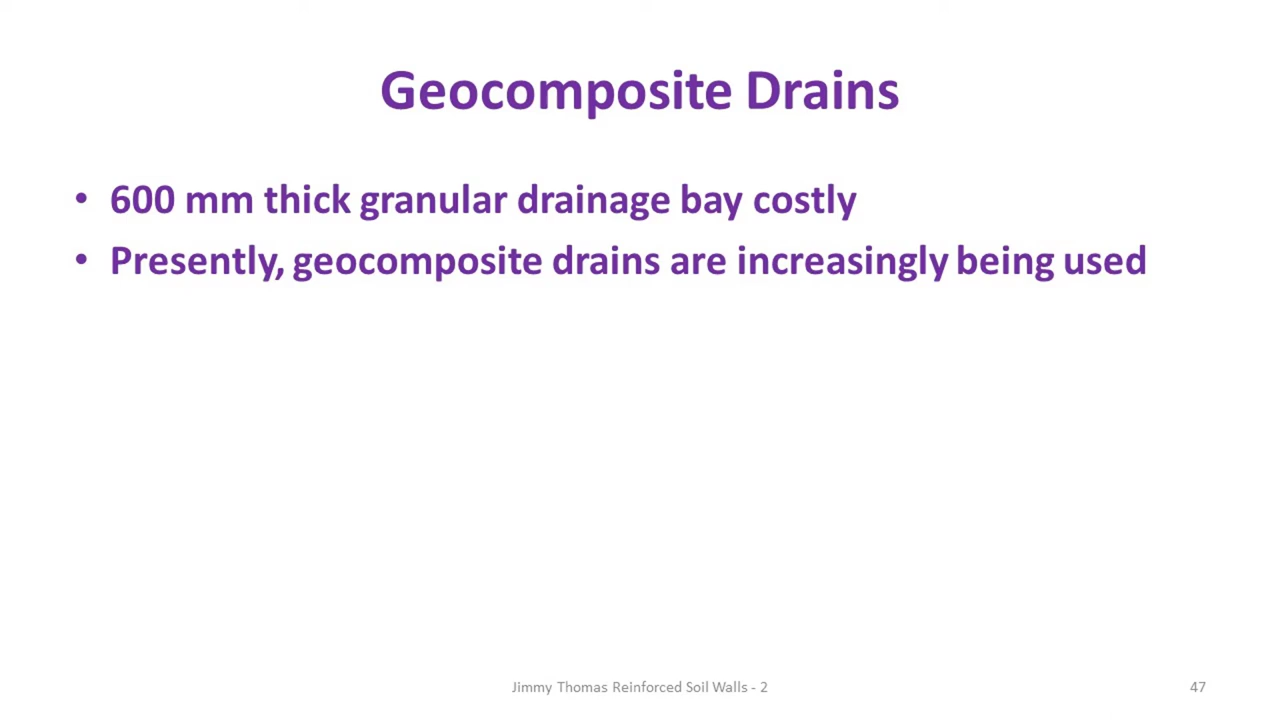 Geocomposite Drains
• 600 mm thick granular drainage bay costly
• Presently, geocomposite drains are increasingly being used
Jimmy Thomas Reinforced Soil Walls - 2
47